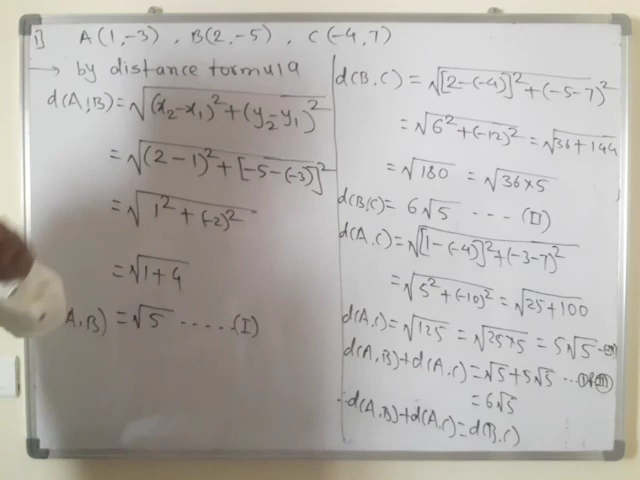 1] A(1,-3) , B(2,-5) , C(-4,7)
→ by distance formula
d(A,B)=√(x₂-x₁)²+(y₂-y₁)²
=√(2-1)²+[-5-(-3)]²
=√1²+(-2)²
=√1+4
A,B)=√5 .....(I)
d(B,C)=√[2-(-4)]²+(-5-7)²
=√6²+(-12)²=√36+144
=√180=√36×5
d(B,C)=6√5 ... (II)
d(A,C)=√[1-(-4)]²+(-3-7)²
=√5²+(-10)²=√25+100
d(A,C)=√125=√25×5=5√5
d(A,B)+d(A,C)=√5+5√5
=6√5
∴d(A,B)+d(A,C)=d(B,C)